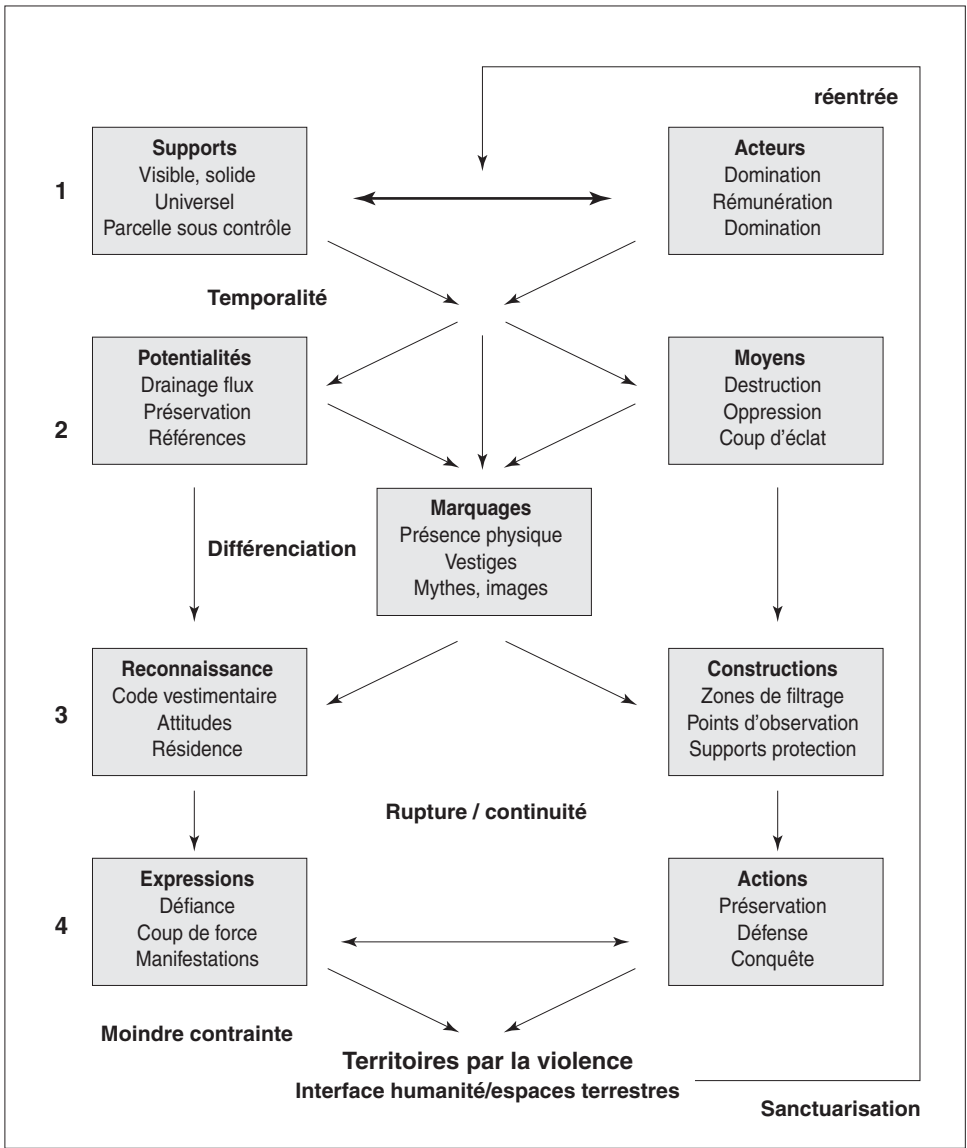 réentrée
1
Supports
Visible, solide
Universel
Parcelle sous contrôle
Acteurs
Domination
Rémunération
Domination
Temporalité
2
Potentialités
Drainage flux
Préservation
Références
Moyens
Destruction
Oppression
Coup d'éclat
Marquages
Présence physique
Vestiges
Mythes, images
Différenciation
3
Reconnaissance
Code vestimentaire
Attitudes
Résidence
Constructions
Zones de filtrage
Points d'observation
Supports protection
Rupture / continuité
4
Expressions
Défiance
Coup de force
Manifestations
Actions
Préservation
Défense
Conquête
Moindre contrainte
Territoires par la violence
Interface humanité/espaces terrestres
Sanctuarisation